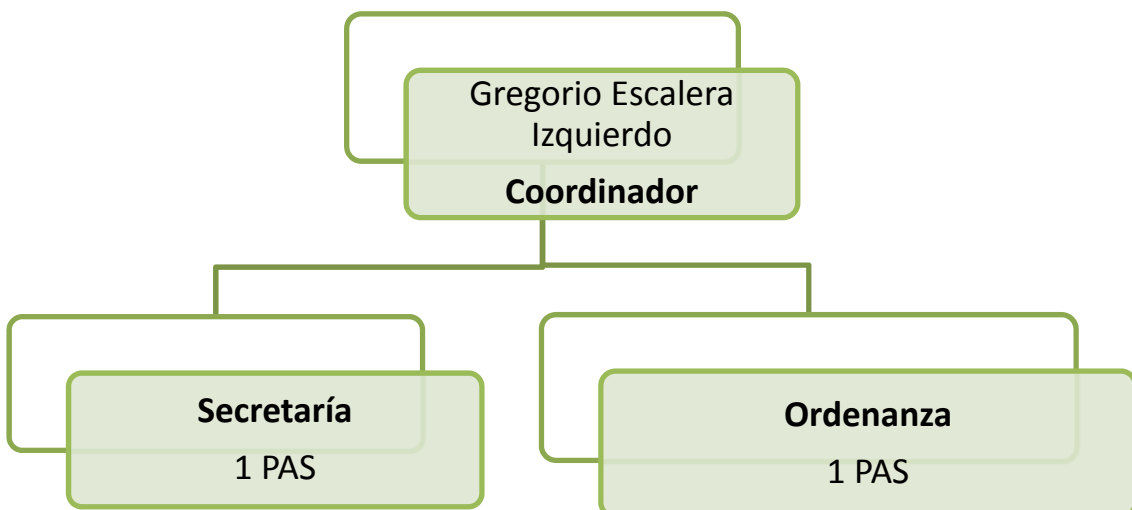 Gregorio Escalera
Izquierdo
Coordinador
Secretaría
1 PAS
Ordenanza
1 PAS